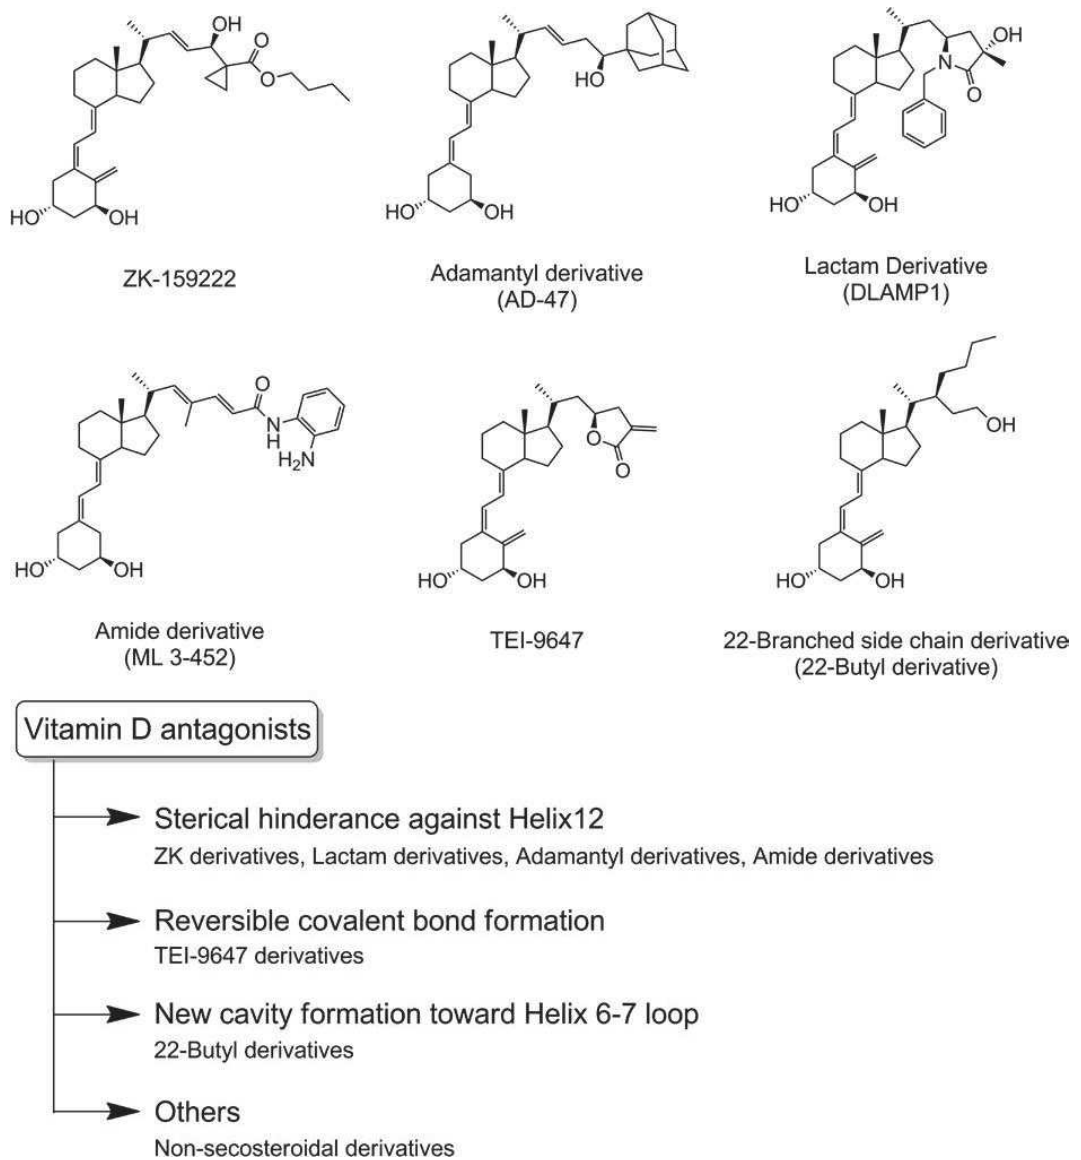 OH
O
O
HO
OH
ZK-159222
HO
HO
OH
Adamantyl derivative
(AD-47)
OH
N
O
HO
OH
Lactam Derivative
(DLAMP1)
O
N
H
H2N
HO
OH
Amide derivative
(ML 3-452)
O
O
HO
OH
TEI-9647
OH
HO
OH
22-Branched side chain derivative
(22-Butyl derivative)
Vitamin D antagonists
Sterical hinderance against Helix12
ZK derivatives, Lactam derivatives, Adamantyl derivatives, Amide derivatives
Reversible covalent bond formation
TEI-9647 derivatives
New cavity formation toward Helix 6-7 loop
22-Butyl derivatives
Others
Non-secosteroidal derivatives